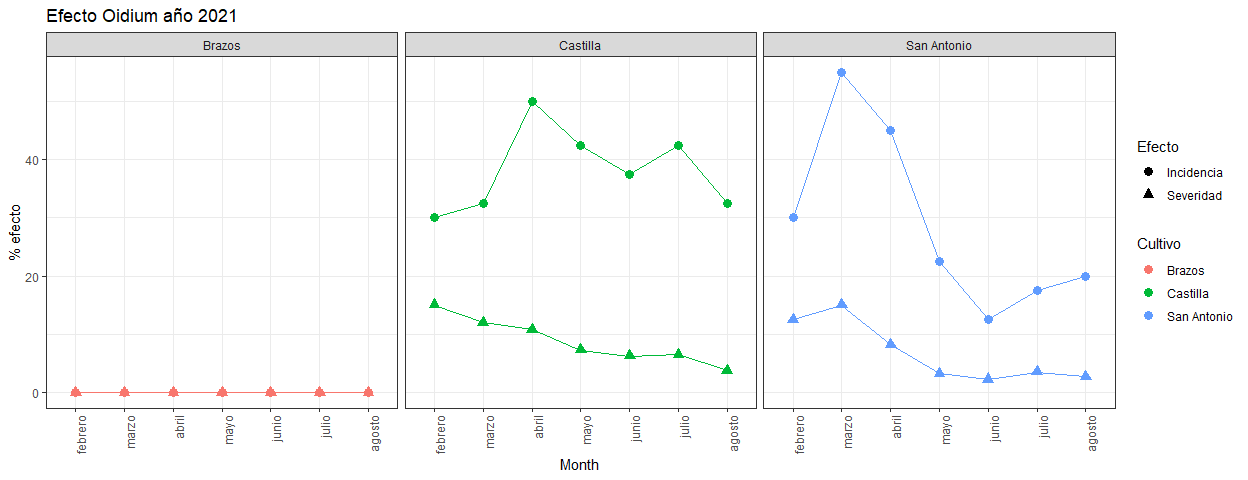 Efecto Oidium año 2021
Brazos
Castilla
San Antonio
% efecto
40
20
0
febrero
marzo
abril
mayo
junio
julio
agosto
febrero
marzo
abril
mayo
junio
julio
agosto
febrero
marzo
abril
mayo
junio
julio
agosto
Month
Efecto
Incidencia
Severidad
Cultivo
Brazos
Castilla
San Antonio